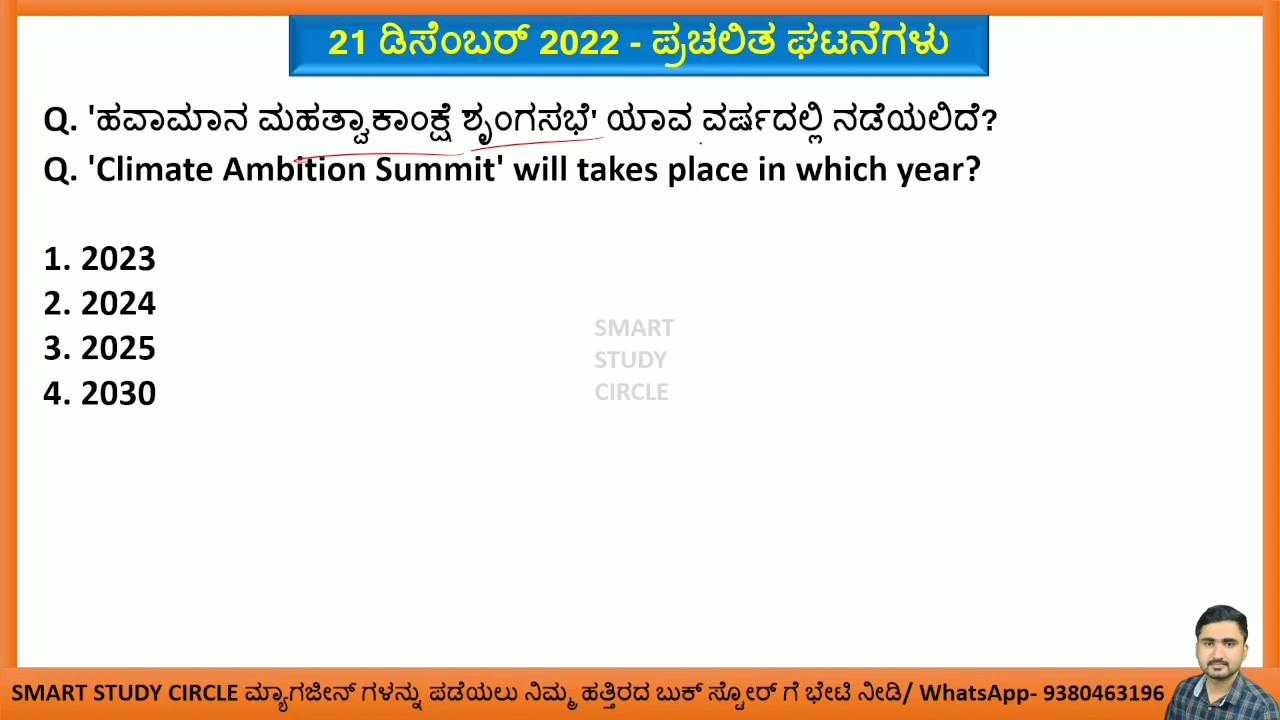 21 ಡಿಸೆಂಬರ್ 2022 - ಪ್ರಚಲಿತ ಘಟನೆಗಳು
Q. 'ಹವಾಮಾನ ಮಹತ್ವಾಕಾಂಕ್ಷೆ ಶೃಂಗಸಭೆ' ಯಾವ ವರ್ಷದಲ್ಲಿ ನಡೆಯಲಿದೆ?
Q. 'Climate Ambition Summit' will takes place in which year?
1. 2023
2. 2024
3. 2025
4. 2030
SMART
STUDY
CIRCLE
SMART STUDY CIRCLE ಮ್ಯಾಗಜೀನ್ ಗಳನ್ನು ಪಡೆಯಲು ನಿಮ್ಮ ಹತ್ತಿರದ ಬುಕ್ ಸ್ಟೋರ್ ಗೆ ಭೇಟಿ ನೀಡಿ/ WhatsApp- 9380463196